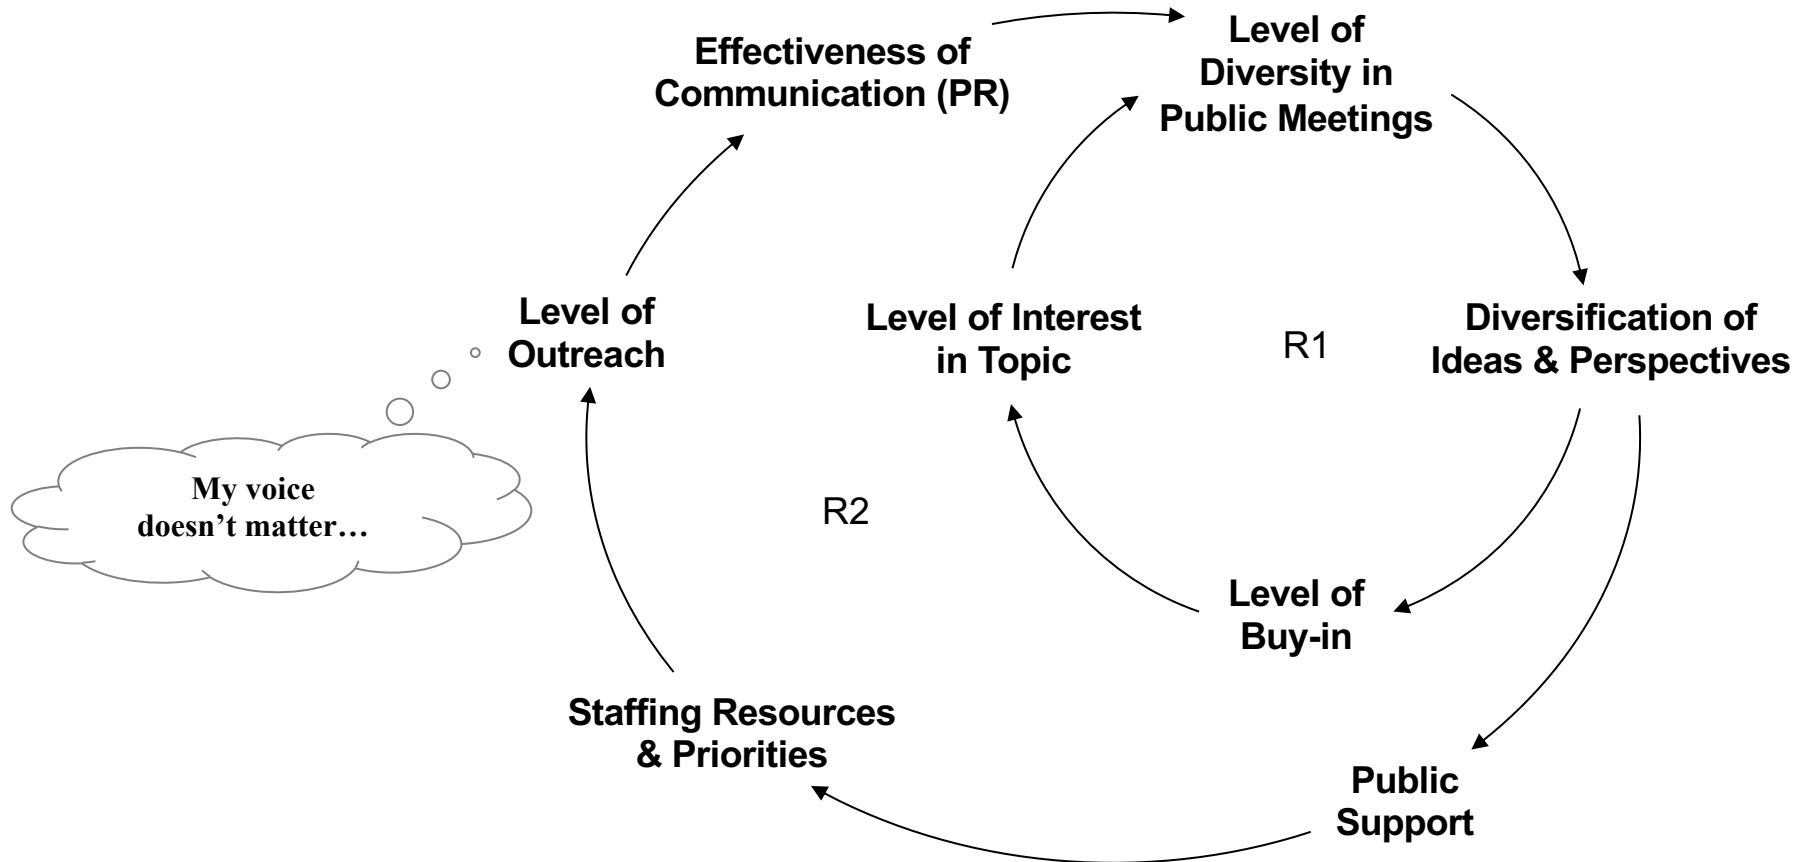 Effectiveness of
Communication (PR)
Level of
Diversity in
Public Meetings
Level of
Outreach
Level of Interest
in Topic
R1
Diversification of
Ideas & Perspectives
My voice
doesn’t matter…
R2
Level of
Buy-in
Staffing Resources
& Priorities
Public
Support